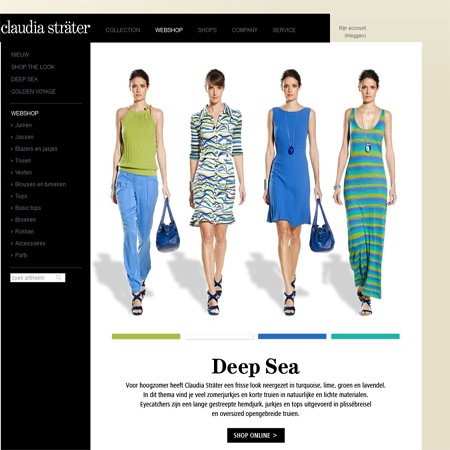 claudia sträter
COLLECTION WEBSHOP SHOPS COMPANY SERVICE
Mijn account
(Inloggen)
NIEUW
SHOP THE LOOK
DEEP SEA
GOLDEN VOYAGE
WEBSHOP
Jurken
Jassen
Blazers en jasjes
Truien
Vesten
Blouses en tunieken
Tops
Basic tops
Broeken
Rokken
Accessoires
Party
zoek artikelnr.
Deep Sea
Voor hoogzomer heeft Claudia Sträter en frisse look neergezet in turquoise, lime, groen en lavendel.
In dit thema vind je veel zomerjurkjes en korte truien in natuurlijke en lichte materialen.
Eyecatchers zijn een lange gestreepte hemdjurk, jurkjes en tops uitgevoerd in plissébreisel
en oversized opengebreide truien.
SHOP ONLINE >